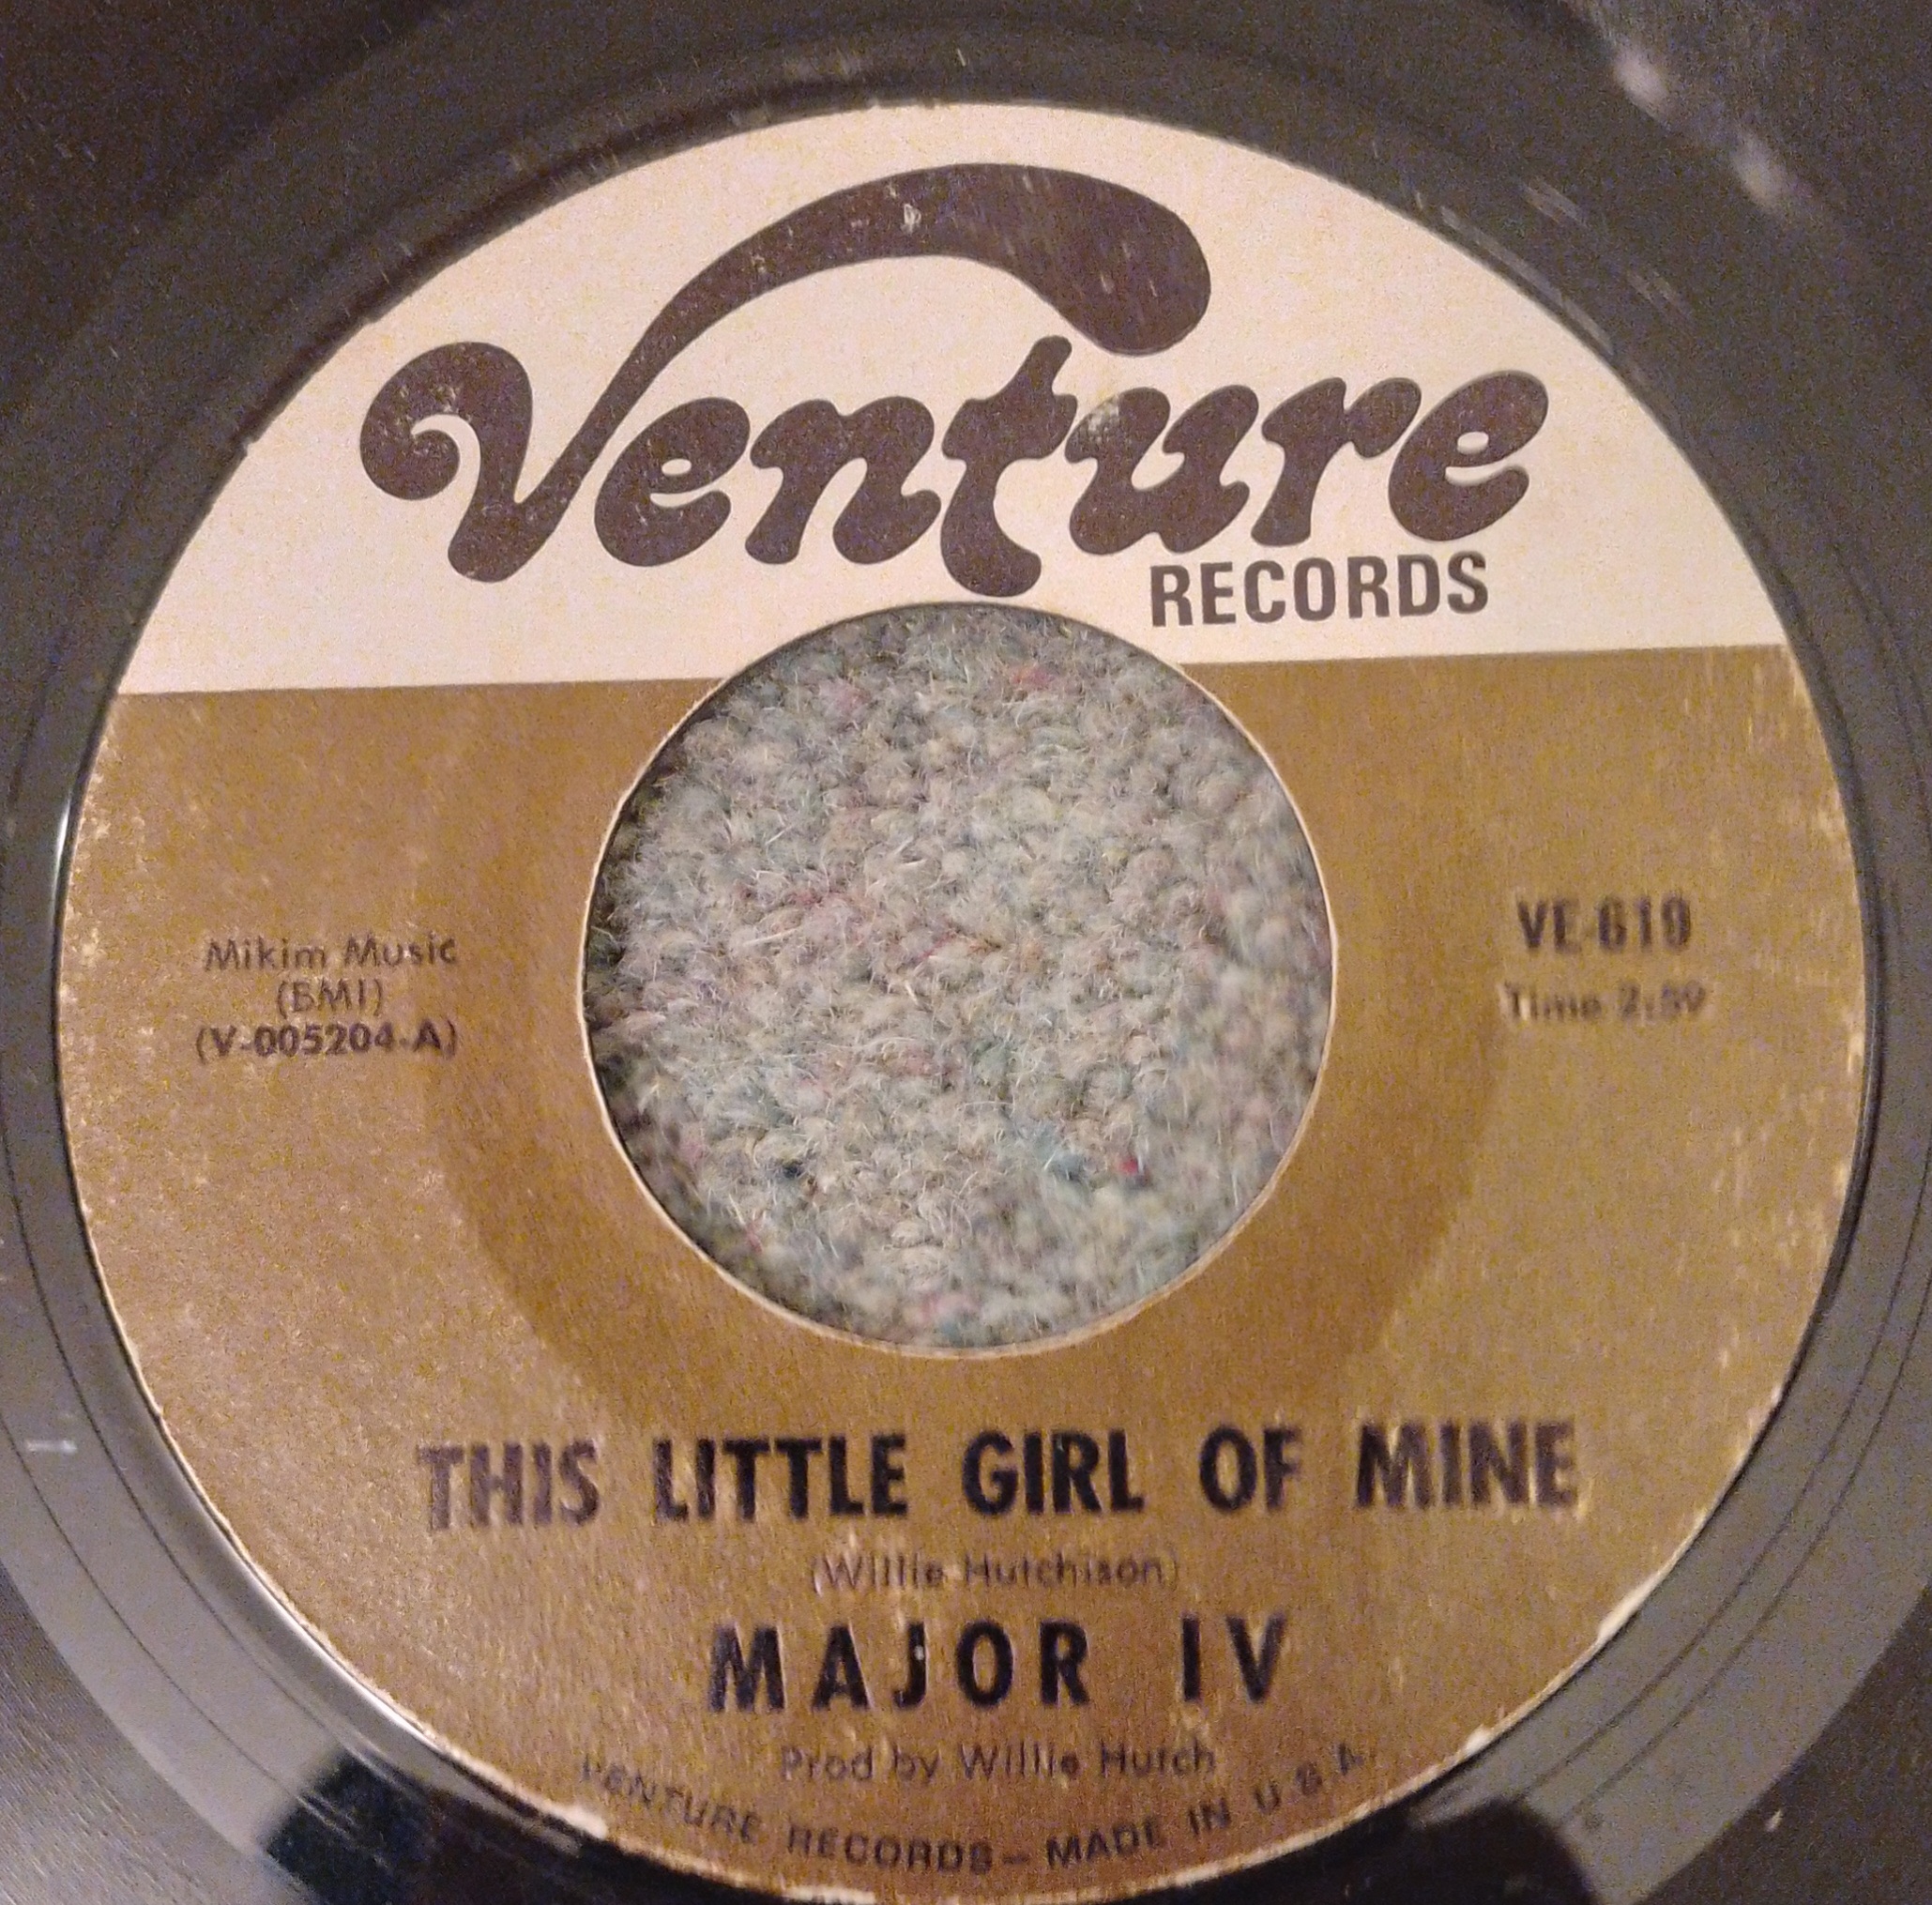 Venture
RECORDS
Mikim Music
(BMI)
(V-005204-A)
VE-619
Time 2:59
THIS LITTLE GIRL OF MINE
(Willie Hutchison)
MAJOR IV
Prod by Willie Hutch
VENTURE RECORDS - MADE IN U.S.A.